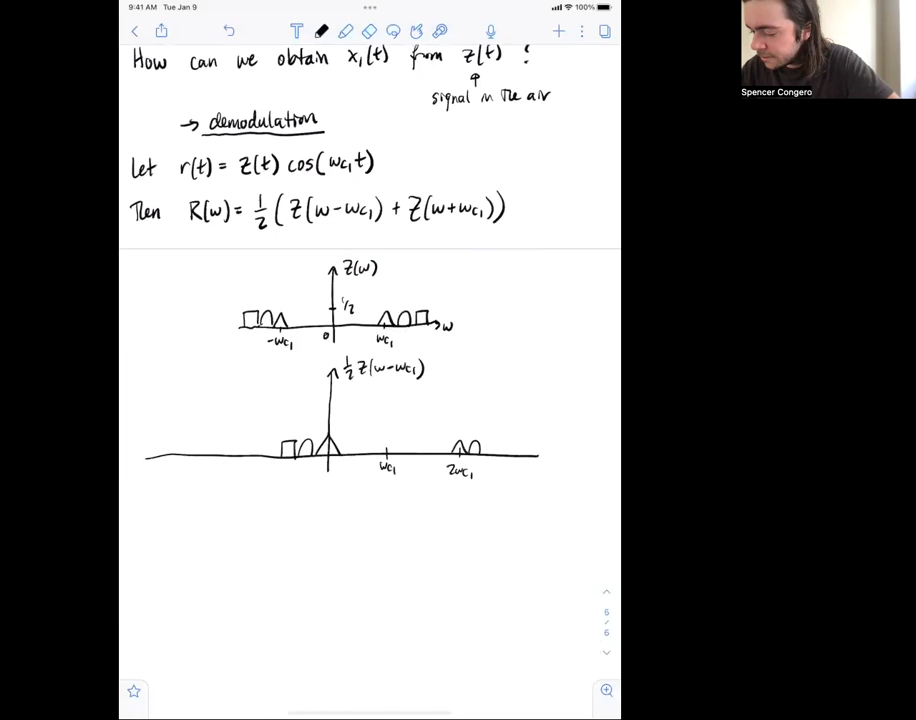 9:41 AM Tue Jan 9
100%
How can we obtain x₁(t) from z(t) ?
signal in the air
→ demodulation
Let r(t) = z(t) cos(ωc₁t)
Then R(ω) = 1/2 ( Z(ω-ωc₁) + Z(ω+ωc₁))
Z(ω)
1/2
-ωc₁ 0 ωc₁ ω
1/2 Z(ω-ωc₁)
ωc₁ 2ωc₁
6
/
6
Spencer Congero